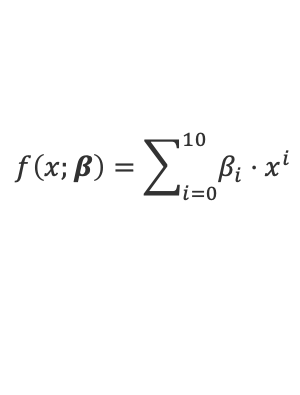 f(x; β) = ∑_{i=0}^{10} β_i · x^i